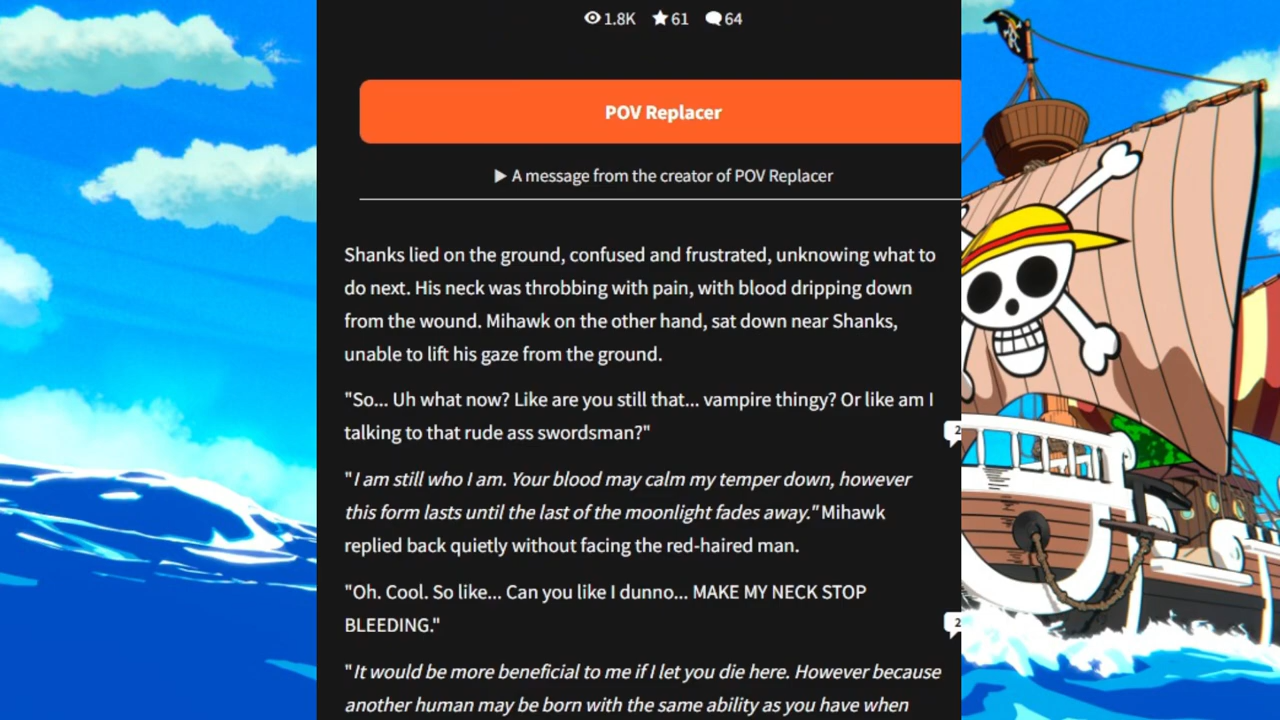 1.8K 61 64
POV Replacer
▶ A message from the creator of POV Replacer
Shanks lied on the ground, confused and frustrated, unknowing what to
do next. His neck was throbbing with pain, with blood dripping down
from the wound. Mihawk on the other hand, sat down near Shanks,
unable to lift his gaze from the ground.
"So... Uh what now? Like are you still that... vampire thingy? Or like am I
talking to that rude ass swordsman?"
2
"I am still who I am. Your blood may calm my temper down, however
this form lasts until the last of the moonlight fades away." Mihawk
replied back quietly without facing the red-haired man.
"Oh. Cool. So like... Can you like I dunno... MAKE MY NECK STOP
BLEEDING."
2
"It would be more beneficial to me if I let you die here. However because
another human may be born with the same ability as you have when